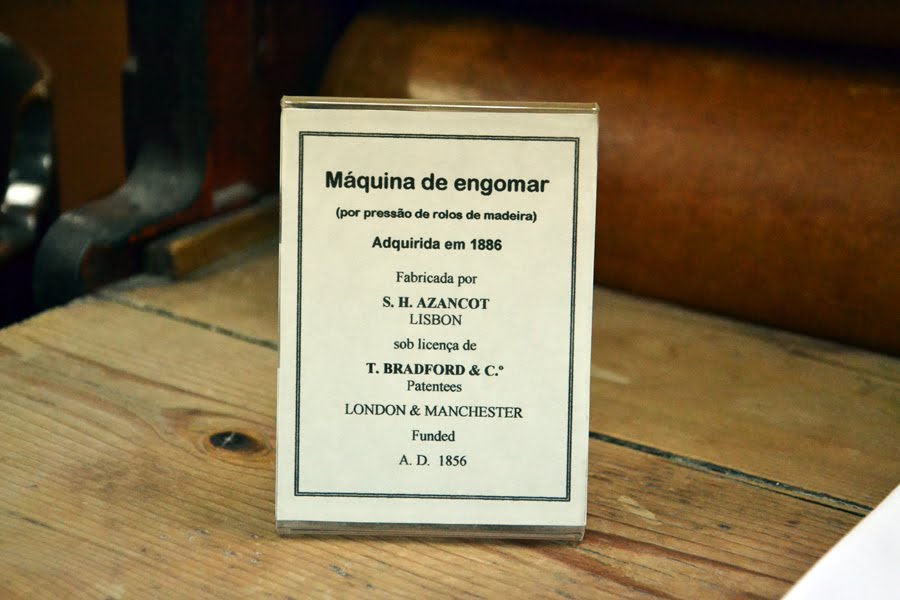 Máquina de engomar
(por pressão de rolos de madeira)
Adquirida em 1886
Fabricada por
S. H. AZANCOT
LISBON
sob licença de
T. BRADFORD & C.º
Patentees
LONDON & MANCHESTER
Funded
A. D. 1856